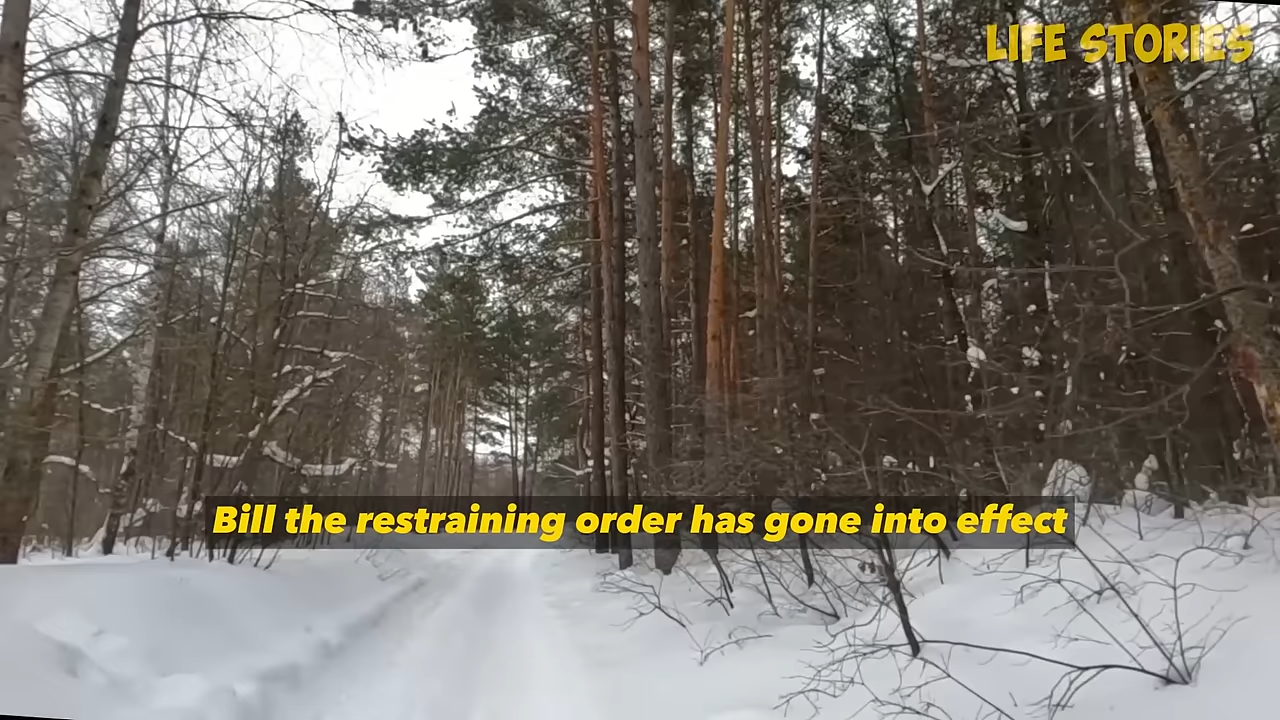 LIFE STORIES
Bill the restraining order has gone into effect